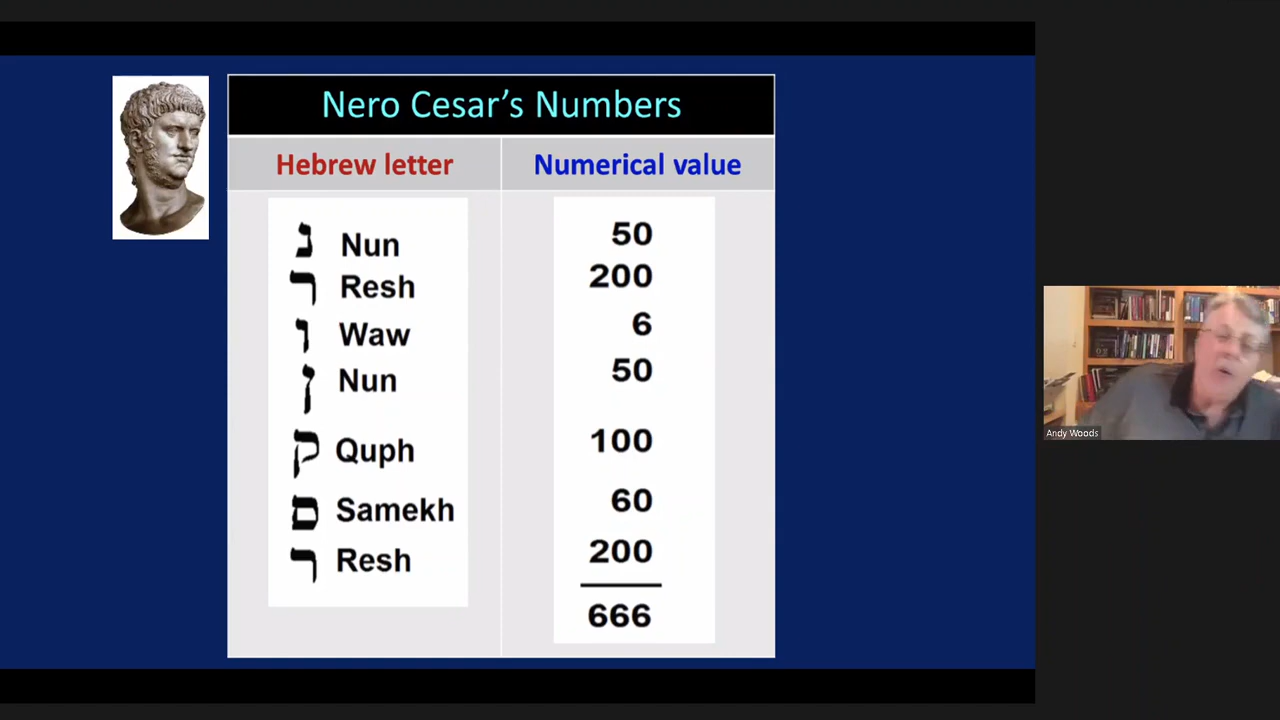 Nero Cesar's Numbers
Hebrew letter Numerical value
נ Nun 50
ר Resh 200
ו Waw 6
ן Nun 50
ק Quph 100
ם Samekh 60
ר Resh 200
666
Andy Woods